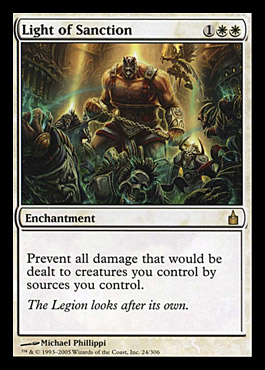 Light of Sanction 1
Enchantment
Prevent all damage that would be
dealt to creatures you control by
sources you control.
The Legion looks after its own.
Michael Phillippi
™ & © 1993–2005 Wizards of the Coast, Inc. 24/306